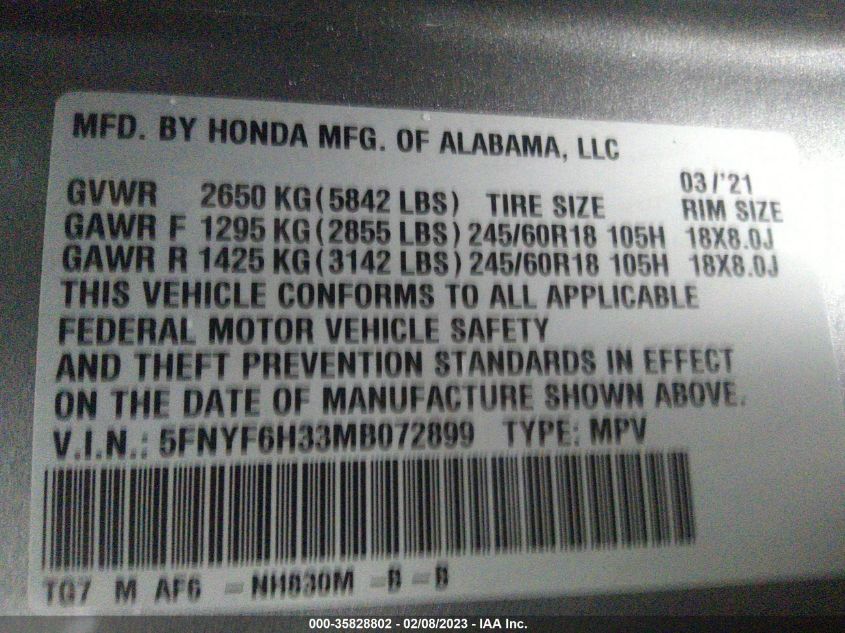 MFD. BY HONDA MFG. OF ALABAMA, LLC
03/'21
GVWR 2650 KG(5842 LBS) TIRE SIZE RIM SIZE
GAWR F 1295 KG(2855 LBS) 245/60R18 105H 18X8.0J
GAWR R 1425 KG(3142 LBS) 245/60R18 105H 18X8.0J
THIS VEHICLE CONFORMS TO ALL APPLICABLE
FEDERAL MOTOR VEHICLE SAFETY
AND THEFT PREVENTION STANDARDS IN EFFECT
ON THE DATE OF MANUFACTURE SHOWN ABOVE.
V.I.N.: 5FNYF6H33MB072899 TYPE: MPV
TG7 M AF6 - NH830M - B - B
000-35828802 - 02/08/2023 - IAA Inc.